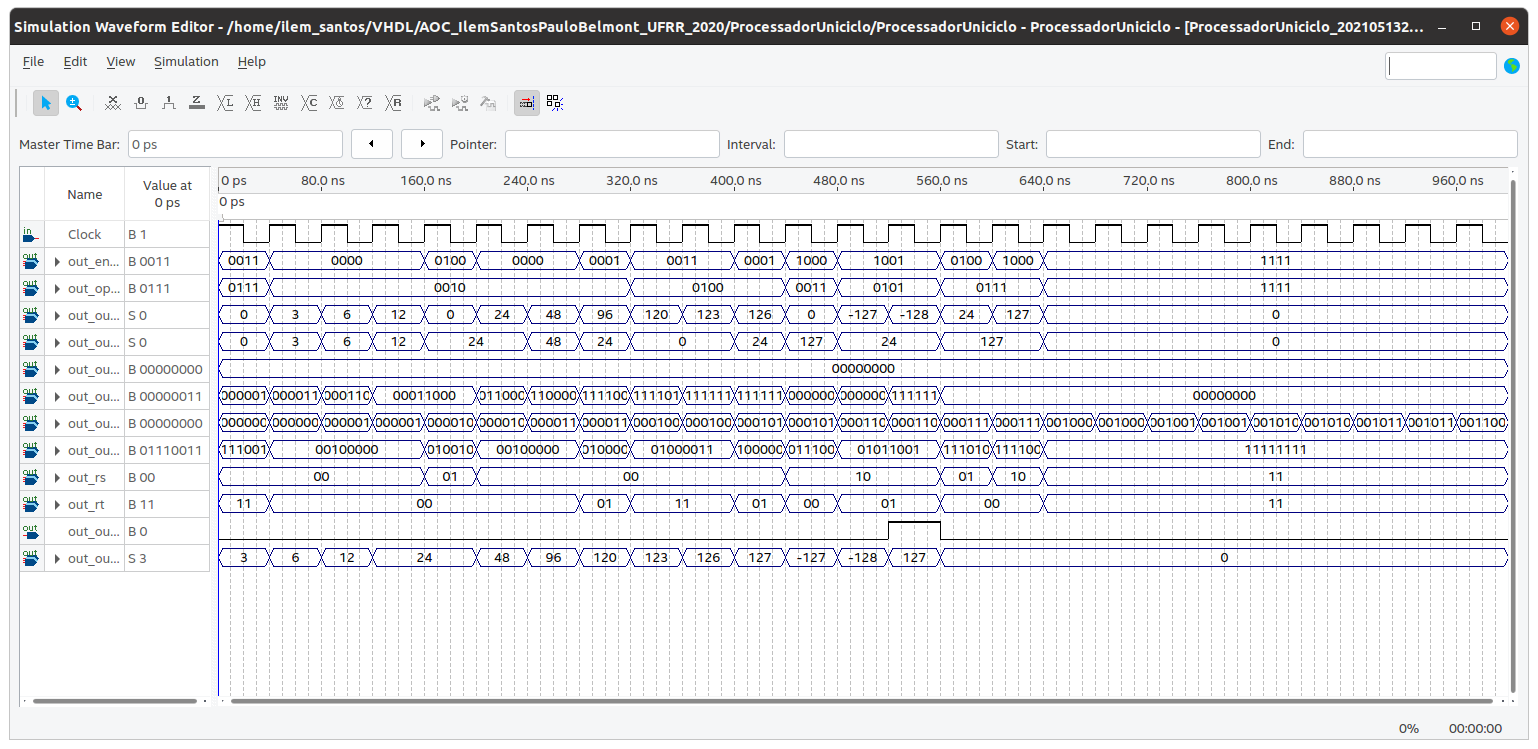 Simulation Waveform Editor - /home/ilem_santos/VHDL/AOC_IlemSantosPauloBelmont_UFRR_2020/ProcessadorUniciclo/ProcessadorUniciclo - ProcessadorUniciclo - [ProcessadorUniciclo_202105132...
File Edit View Simulation Help
Master Time Bar: 0 ps Pointer: Interval: Start: End:
Name Value at 0 ps 0 ps 80.0 ns 160.0 ns 240.0 ns 320.0 ns 400.0 ns 480.0 ns 560.0 ns 640.0 ns 720.0 ns 800.0 ns 880.0 ns 960.0 ns
0 ps
in Clock B 1
out out_en... B 0011 0011 0000 0100 0000 0001 0011 0001 1000 1001 0100 1000 1111
out out_op... B 0111 0111 0010 0100 0011 0101 0111 1111
out out_ou... S 0 0 3 6 12 0 24 48 96 120 123 126 0 -127 -128 24 127 0
out out_ou... S 0 0 3 6 12 24 48 24 0 24 127 24 127 0
out out_ou... B 00000000 00000000
out out_ou... B 00000011 000001 000011 000110 00011000 011000 110000 111100 111101 111111 111111 000000 000000 111111 00000000
out out_ou... B 00000000 000000 000000 000001 000001 000010 000010 000011 000011 000100 000100 000101 000101 000110 000110 000111 000111 001000 001000 001001 001001 001010 001010 001011 001011 001100
out out_ou... B 01110011 111001 00100000 010010 00100000 010000 01000011 100000 011100 01011001 111010 111100 11111111
out out_rs B 00 00 01 00 10 01 10 11
out out_rt B 11 11 00 01 11 01 00 01 00 11
out out_ou... B 0
out out_ou... S 3 3 6 12 24 48 96 120 123 126 127 -127 -128 127 0
0% 00:00:00